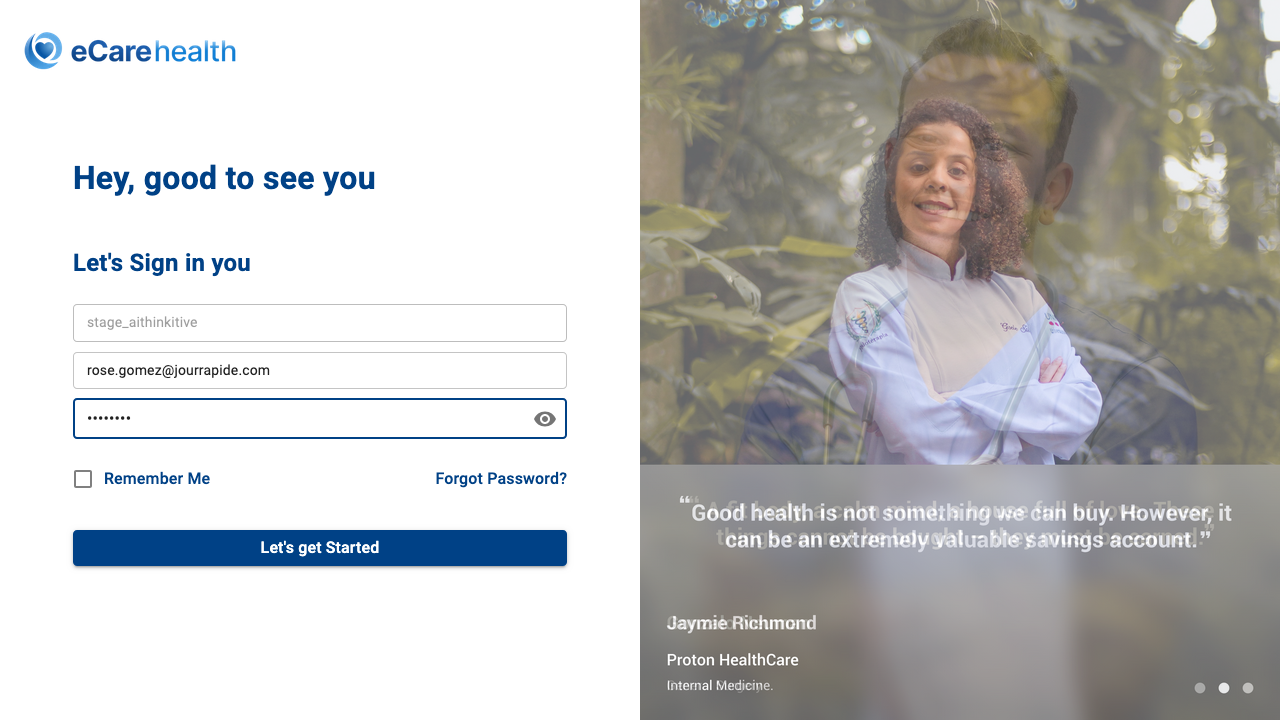 eCarehealth
Hey, good to see you
Let's Sign in you
stage_aithinkitive
rose.gomez@jourrapide.com
••••••••
Remember Me
Forgot Password?
Let's get Started
“Good health is not something we can buy. However, it
can be an extremely valuable savings account.”
Jaymie Richmond
Proton HealthCare
Internal Medicine.